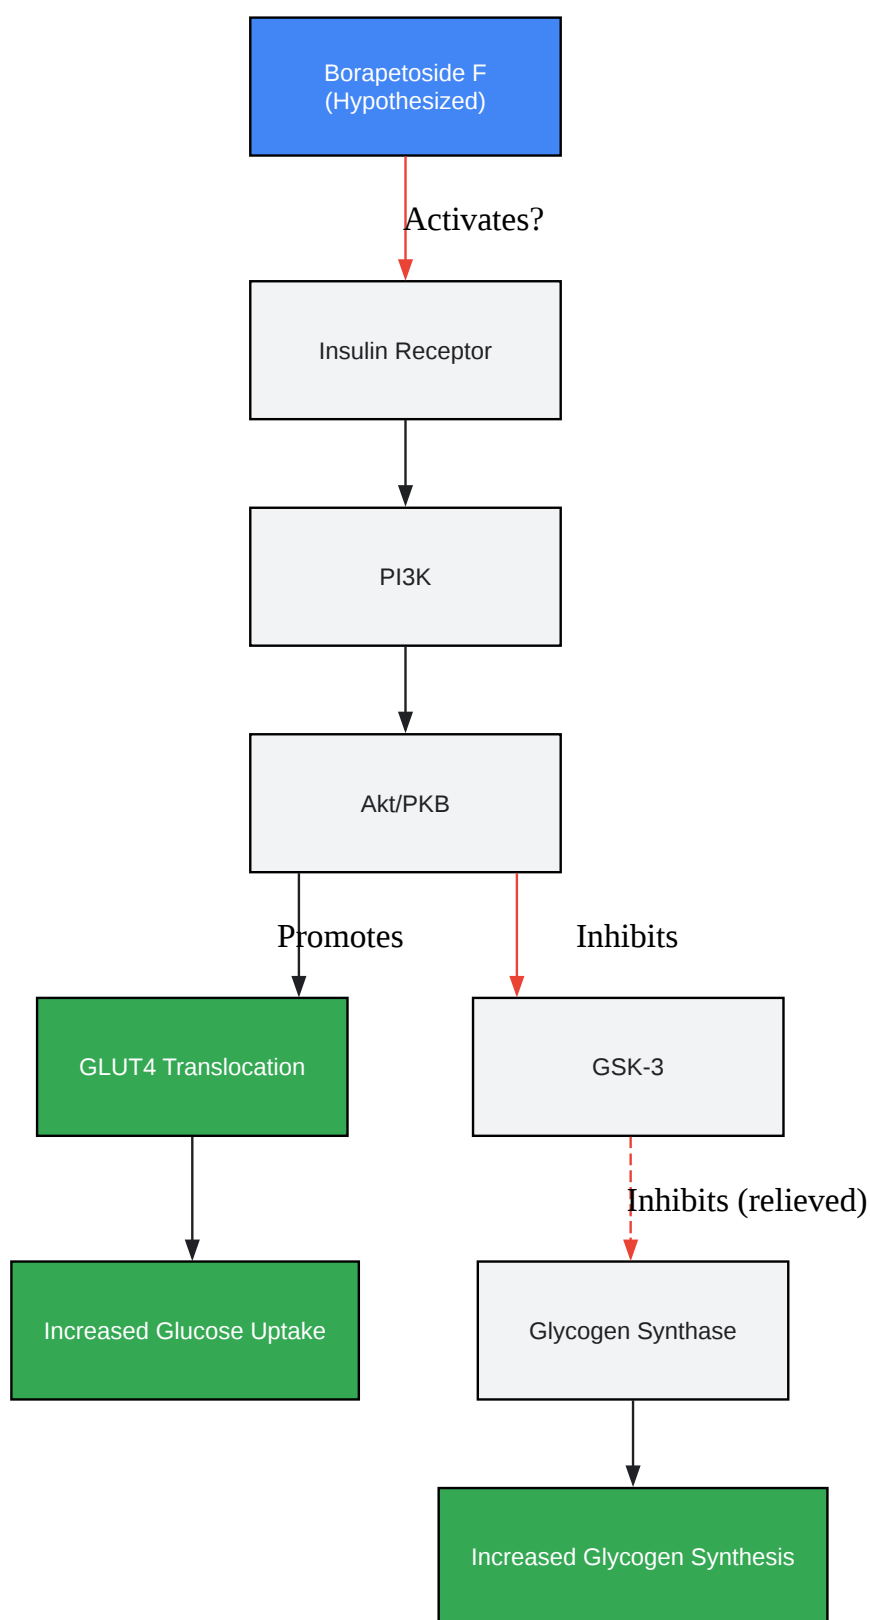 Borapetoside F
(Hypothesized)
Activates?
Insulin Receptor
PI3K
Akt/PKB
Promotes
Inhibits
GLUT4 Translocation
GSK-3
Inhibits (relieved)
Increased Glucose Uptake
Glycogen Synthase
Increased Glycogen Synthesis